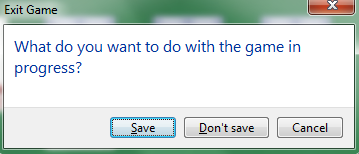 Exit Game
What do you want to do with the game in
progress?
Save Don't save Cancel